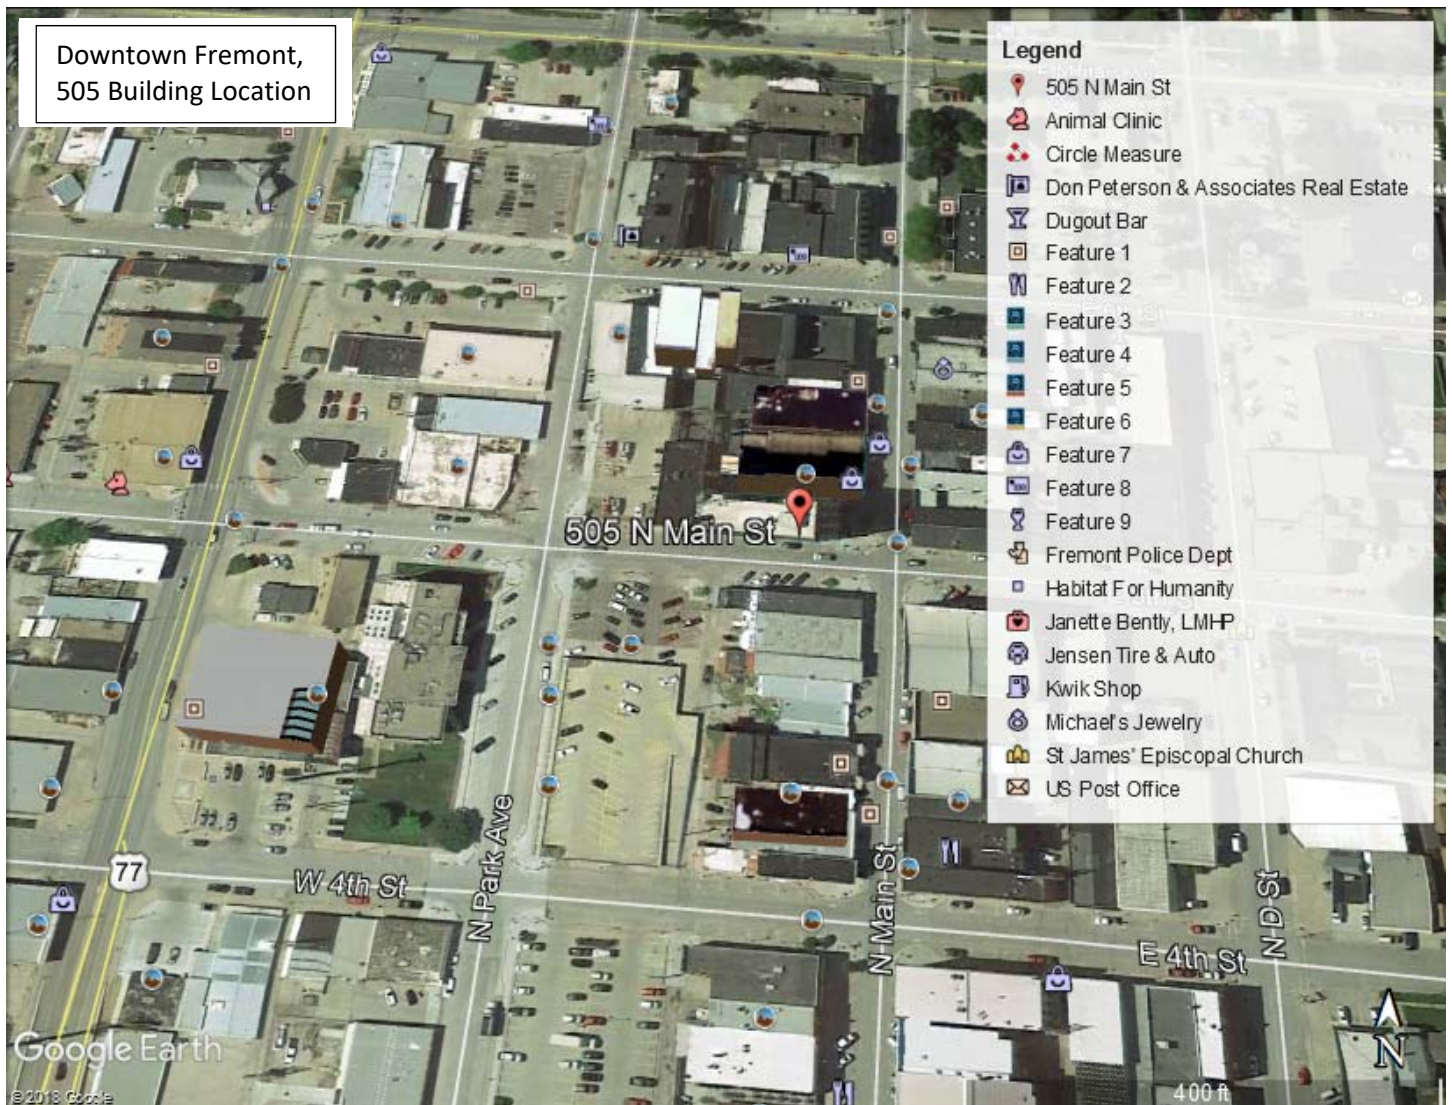 Downtown Fremont,
505 Building Location
Legend
505 N Main St
Animal Clinic
Circle Measure
Don Peterson & Associates Real Estate
Dugout Bar
Feature 1
Feature 2
Feature 3
Feature 4
Feature 5
Feature 6
Feature 7
Feature 8
Feature 9
Fremont Police Dept
Habitat For Humanity
Janette Bently, LMHP
Jensen Tire & Auto
Kwik Shop
Michael's Jewelry
St James' Episcopal Church
US Post Office
505 N Main St
77
W 4th St
N Park Ave
N Main St
E 4th St
N D St
N
Google Earth
©2018 Google
400 ft